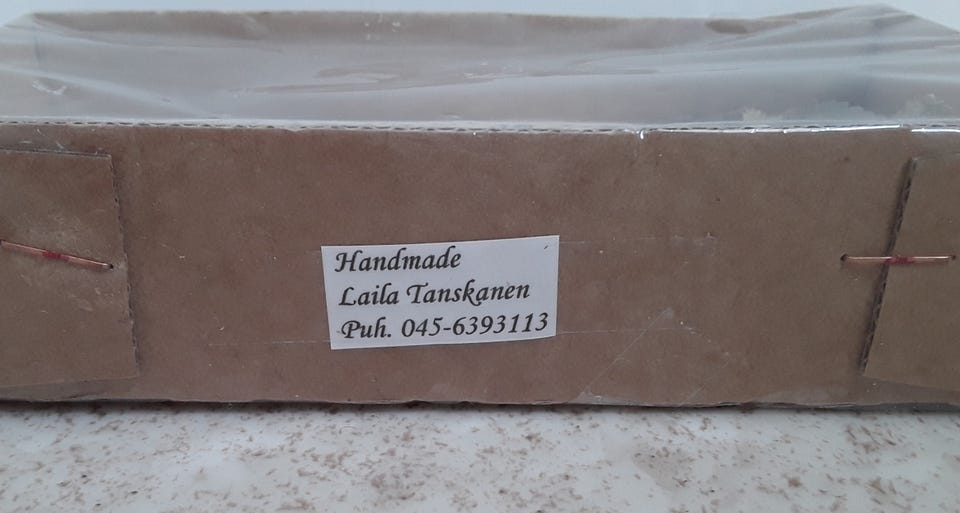 Handmade
Laila Tanskanen
Puh. 045-6393113